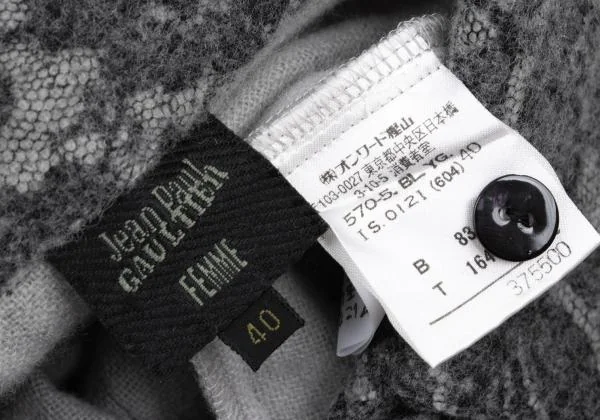 Jean Paul
GAULTIER
FEMME
40
㈱オンワード樫山
〒103-0027 東京都中央区日本橋
3-10-5 消費者室
570-5. BL. YG
IS. 0121 (604) 40
B 83
T 164
375500